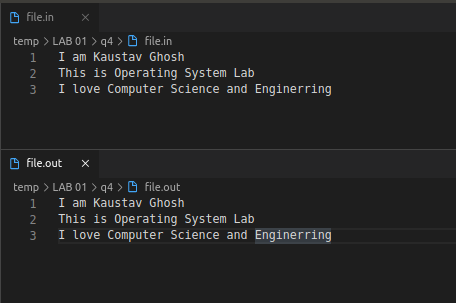 file.in ×
temp > LAB 01 > q4 > file.in
1 I am Kaustav Ghosh
2 This is Operating System Lab
3 I love Computer Science and Enginerring
file.out ×
temp > LAB 01 > q4 > file.out
1 I am Kaustav Ghosh
2 This is Operating System Lab
3 I love Computer Science and Enginerring